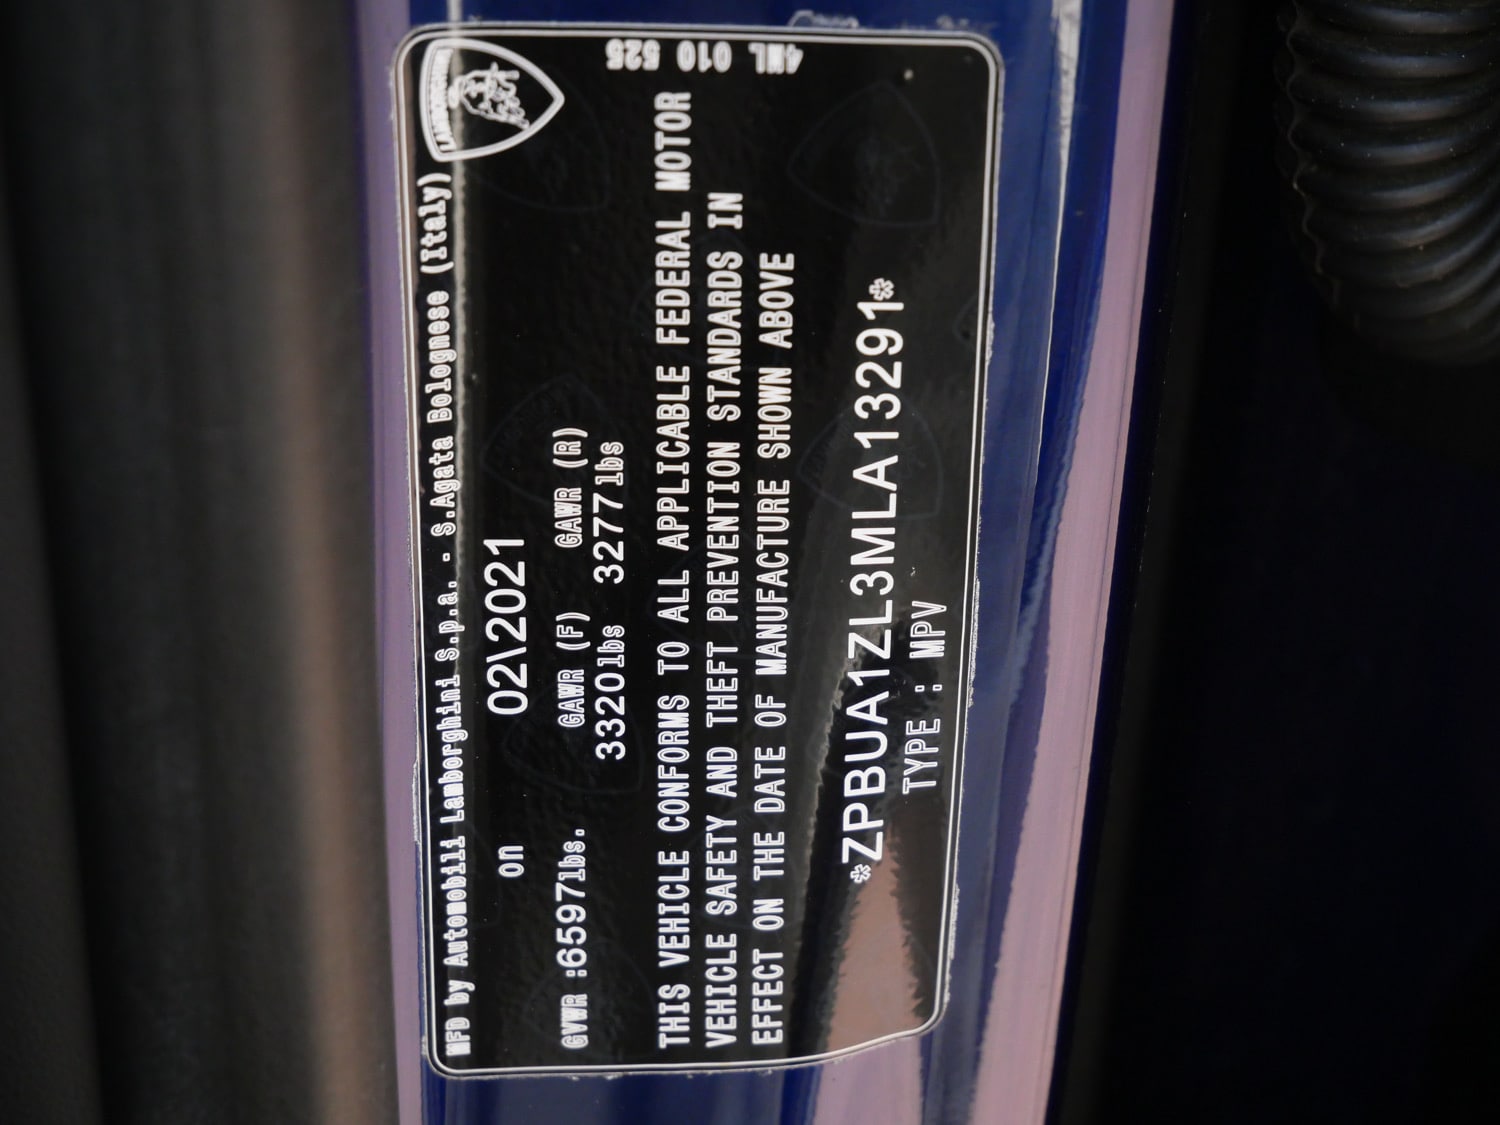 LAMBORGHINI
MFD by Automobili Lamborghini S.p.a. - S.Agata Bolognese (Italy)
on 02\2021
GVWR :6597lbs. GAWR (F) GAWR (R)
3320lbs 3277lbs
THIS VEHICLE CONFORMS TO ALL APPLICABLE FEDERAL MOTOR
VEHICLE SAFETY AND THEFT PREVENTION STANDARDS IN
EFFECT ON THE DATE OF MANUFACTURE SHOWN ABOVE
*ZPBUA1ZL3MLA13291*
TYPE : MPV
4ML 010 525